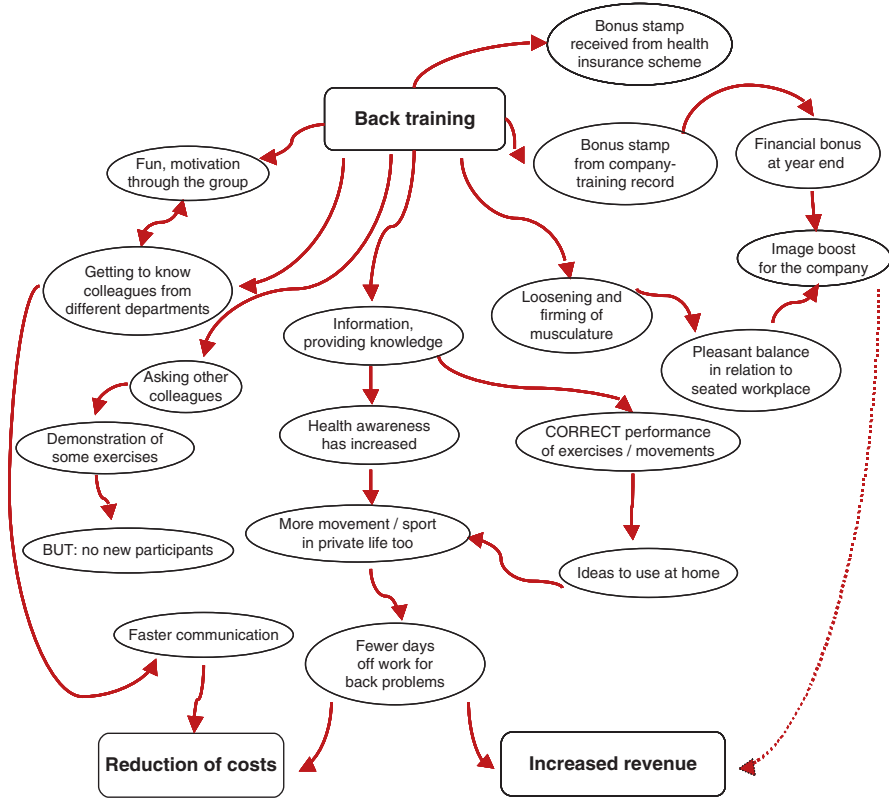 Bonus stamp
received from health
insurance scheme
Back training
Bonus stamp
from company-
training record
Financial bonus
at year end
Fun, motivation
through the group
Image boost
for the company
Getting to know
colleagues from
different departments
Loosening and
firming of
musculature
Information,
providing knowledge
Pleasant balance
in relation to
seated workplace
Asking other
colleagues
Demonstration of
some exercises
Health awareness
has increased
CORRECT performance
of exercises / movements
BUT: no new participants
More movement / sport
in private life too
Ideas to use at home
Faster communication
Fewer days
off work for
back problems
Reduction of costs
Increased revenue